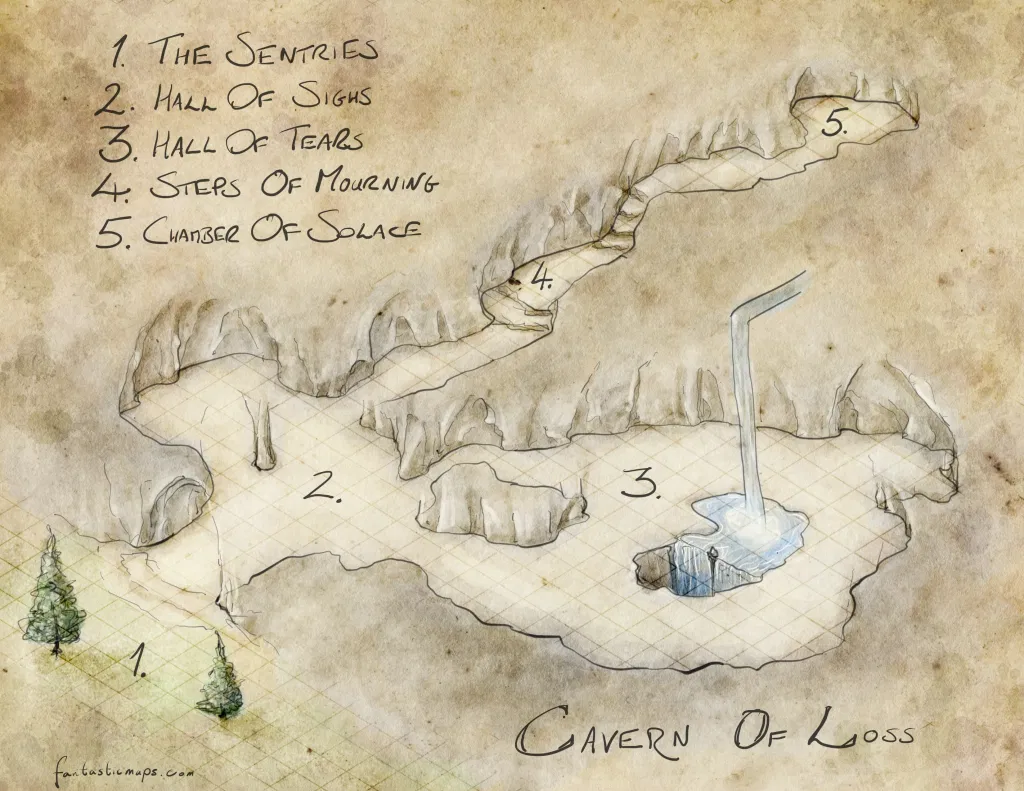 1. The Sentries
2. Hall Of Sighs
3. Hall Of Tears
4. Steps Of Mourning
5. Chamber Of Solace
5.
4.
2.
3.
1.
Cavern Of Loss
fantasticmaps.com